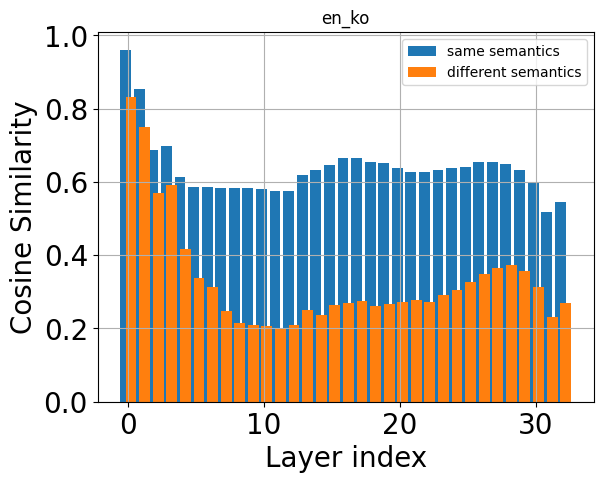 en_ko
same semantics
different semantics
Cosine Similarity
1.0
0.8
0.6
0.4
0.2
0.0
0 10 20 30
Layer index